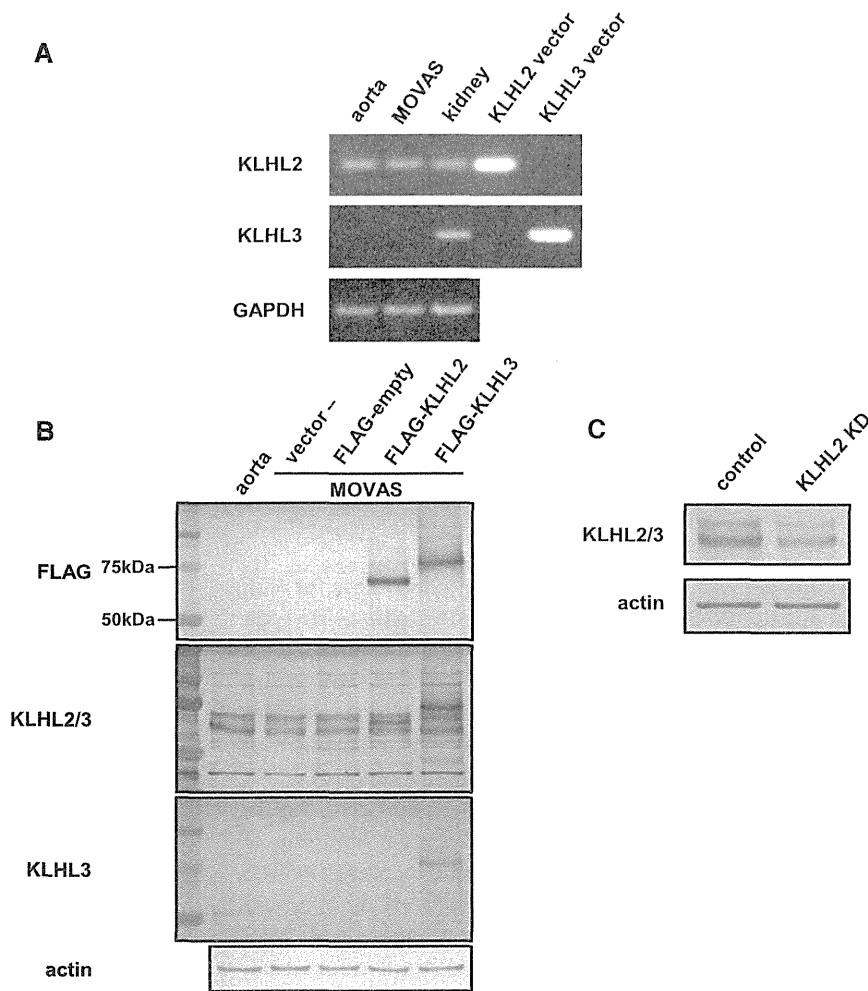 A
aorta
MOVAS
kidney
KLHL2 vector
KLHL3 vector
KLHL2
KLHL3
GAPDH
B
aorta
vector –
FLAG-empty
FLAG-KLHL2
FLAG-KLHL3
MOVAS
FLAG
75kDa
50kDa
KLHL2/3
KLHL3
actin
C
control
KLHL2 KD
KLHL2/3
actin